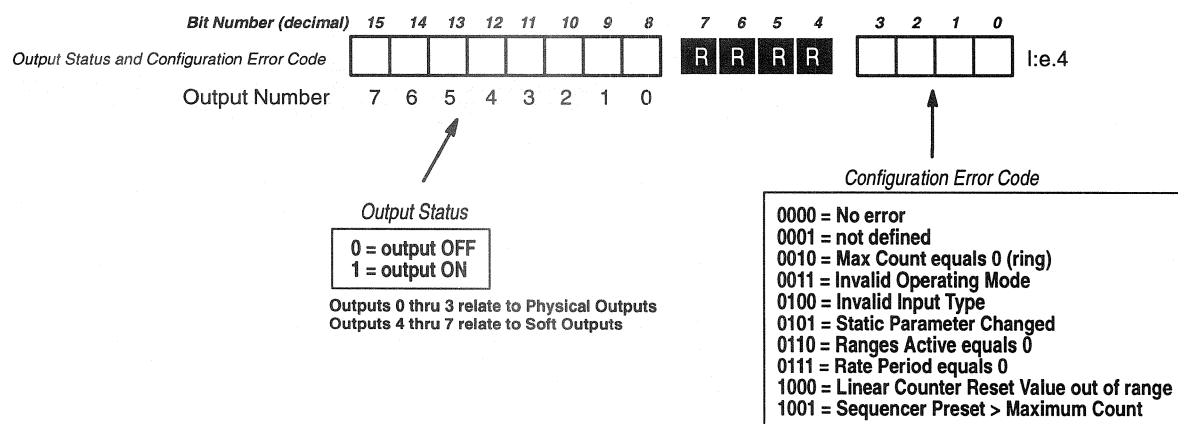 Bit Number (decimal) 15 14 13 12 11 10 9 8 7 6 5 4 3 2 1 0
Output Status and Configuration Error Code R R R R I:e.4
Output Number 7 6 5 4 3 2 1 0
Output Status
0 = output OFF
1 = output ON
Outputs 0 thru 3 relate to Physical Outputs
Outputs 4 thru 7 relate to Soft Outputs
Configuration Error Code
0000 = No error
0001 = not defined
0010 = Max Count equals 0 (ring)
0011 = Invalid Operating Mode
0100 = Invalid Input Type
0101 = Static Parameter Changed
0110 = Ranges Active equals 0
0111 = Rate Period equals 0
1000 = Linear Counter Reset Value out of range
1001 = Sequencer Preset > Maximum Count